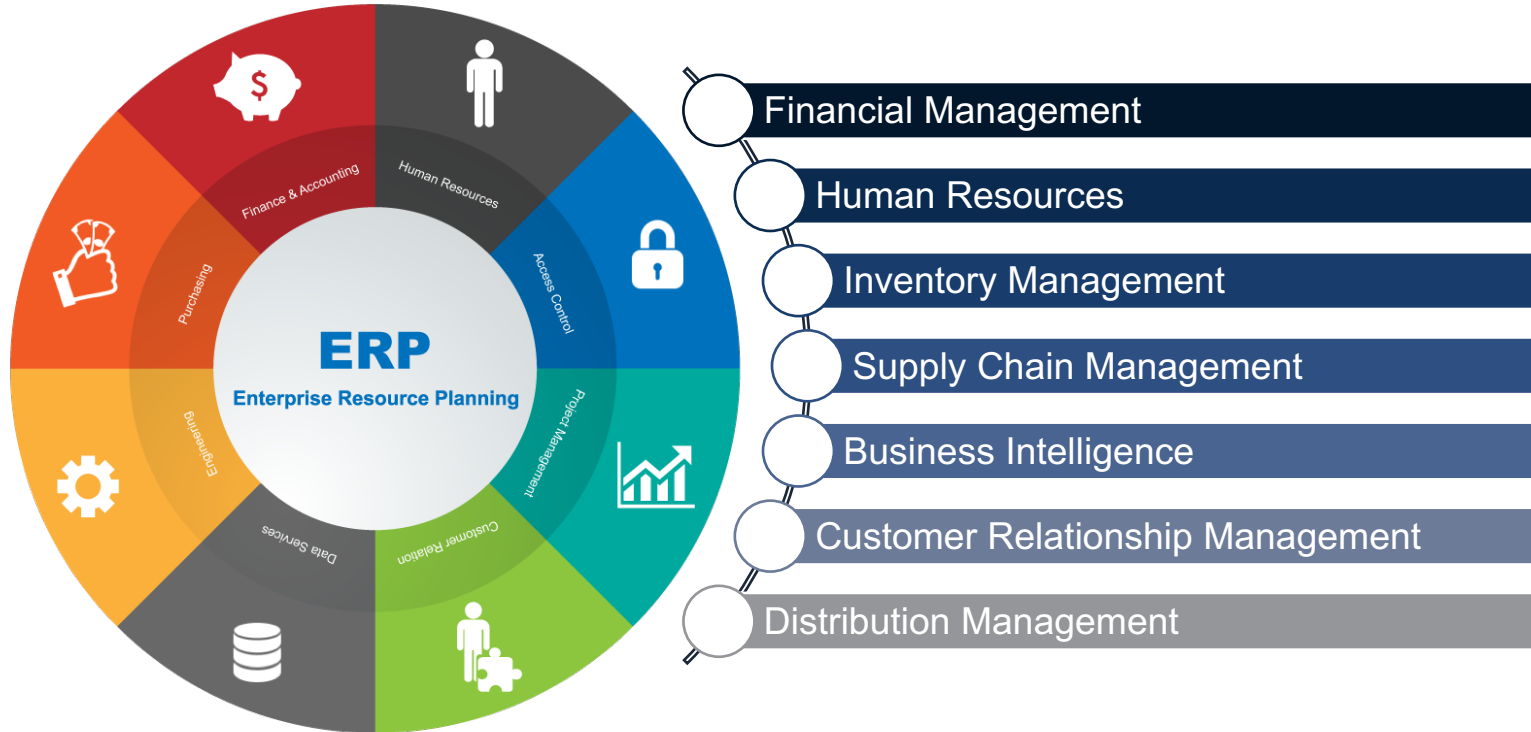 $
Finance & Accounting
Human Resources
Access Control
Project Management
Customer Relation
Data Services
Engineering
Purchasing
ERP
Enterprise Resource Planning
Financial Management
Human Resources
Inventory Management
Supply Chain Management
Business Intelligence
Customer Relationship Management
Distribution Management